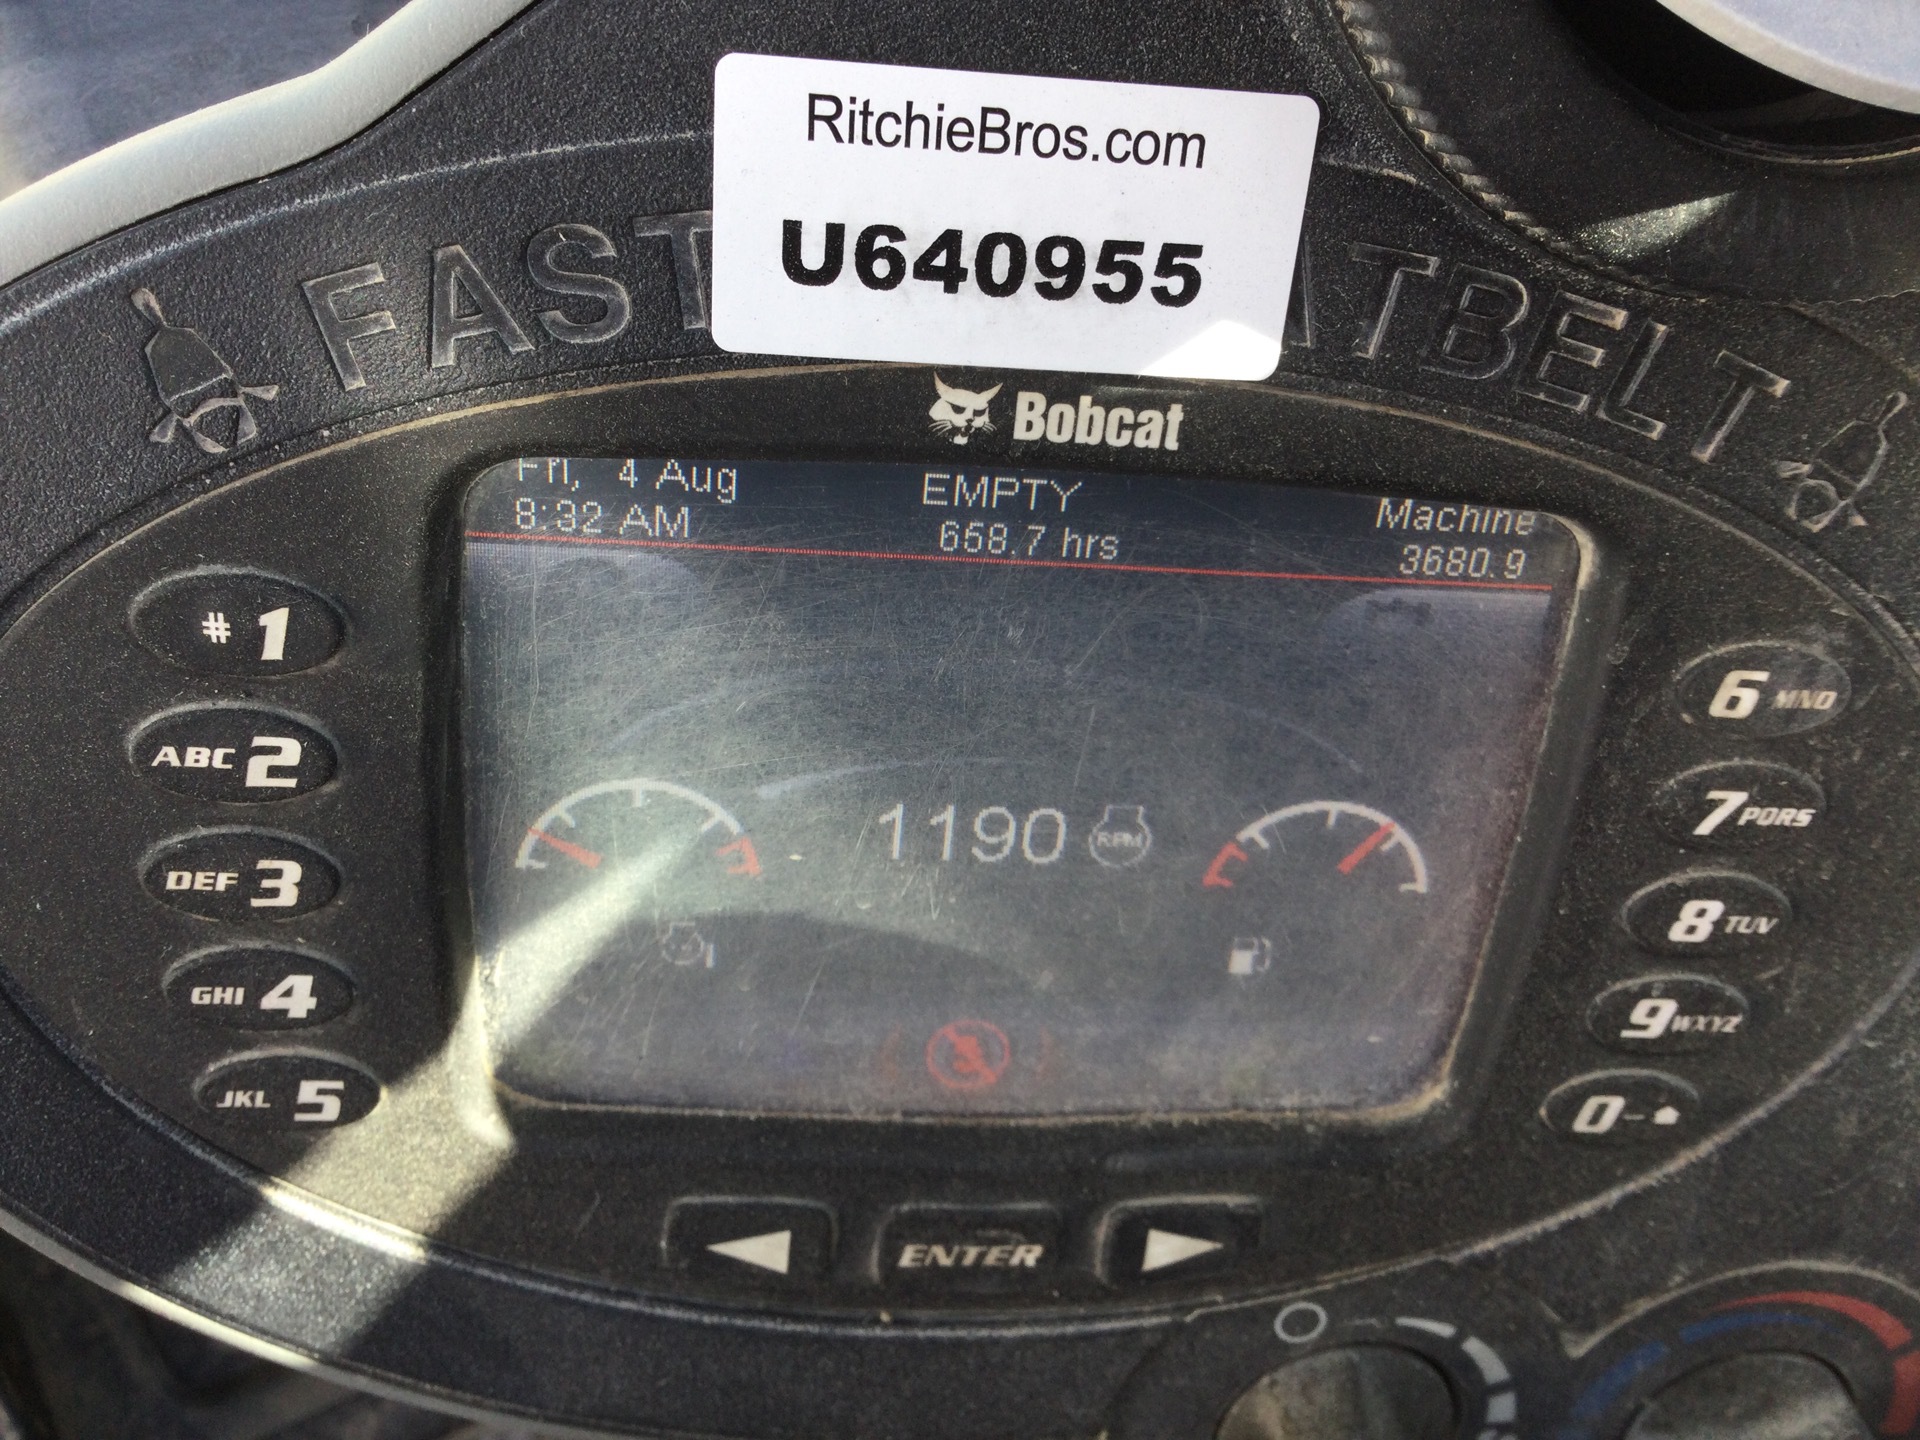 RitchieBros.com
U640955
FAST
ATBELT
Bobcat
Fri, 4 Aug
EMPTY
Machine
8:32 AM
658.7 hrs
3680.9
# 1
ABC 2
DEF 3
GHI 4
JKL 5
1190 RPM
6 MNO
7 PQRS
8 TUV
9 WXYZ
0
ENTER